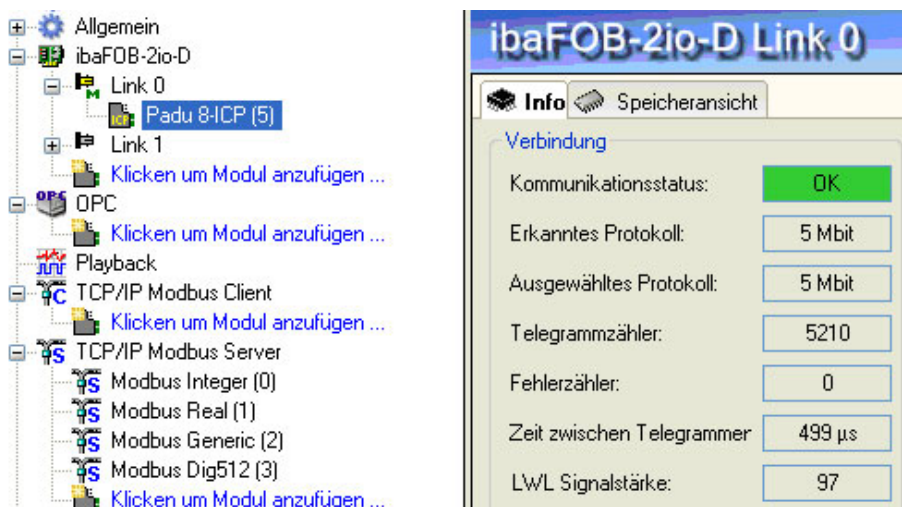 Allgemein
ibaFOB-2io-D
Link 0
Padu 8-ICP (5)
Link 1
Klicken um Modul anzufügen ...
OPC
Klicken um Modul anzufügen ...
Playback
TCP/IP Modbus Client
Klicken um Modul anzufügen ...
TCP/IP Modbus Server
Modbus Integer (0)
Modbus Real (1)
Modbus Generic (2)
Modbus Dig512 (3)
Klicken um Modul anzufügen ...
ibaFOB-2io-D Link 0
Info Speicheransicht
Verbindung
Kommunikationsstatus: OK
Erkanntes Protokoll: 5 Mbit
Ausgewähltes Protokoll: 5 Mbit
Telegrammzähler: 5210
Fehlerzähler: 0
Zeit zwischen Telegrammer 499 µs
LWL Signalstärke: 97